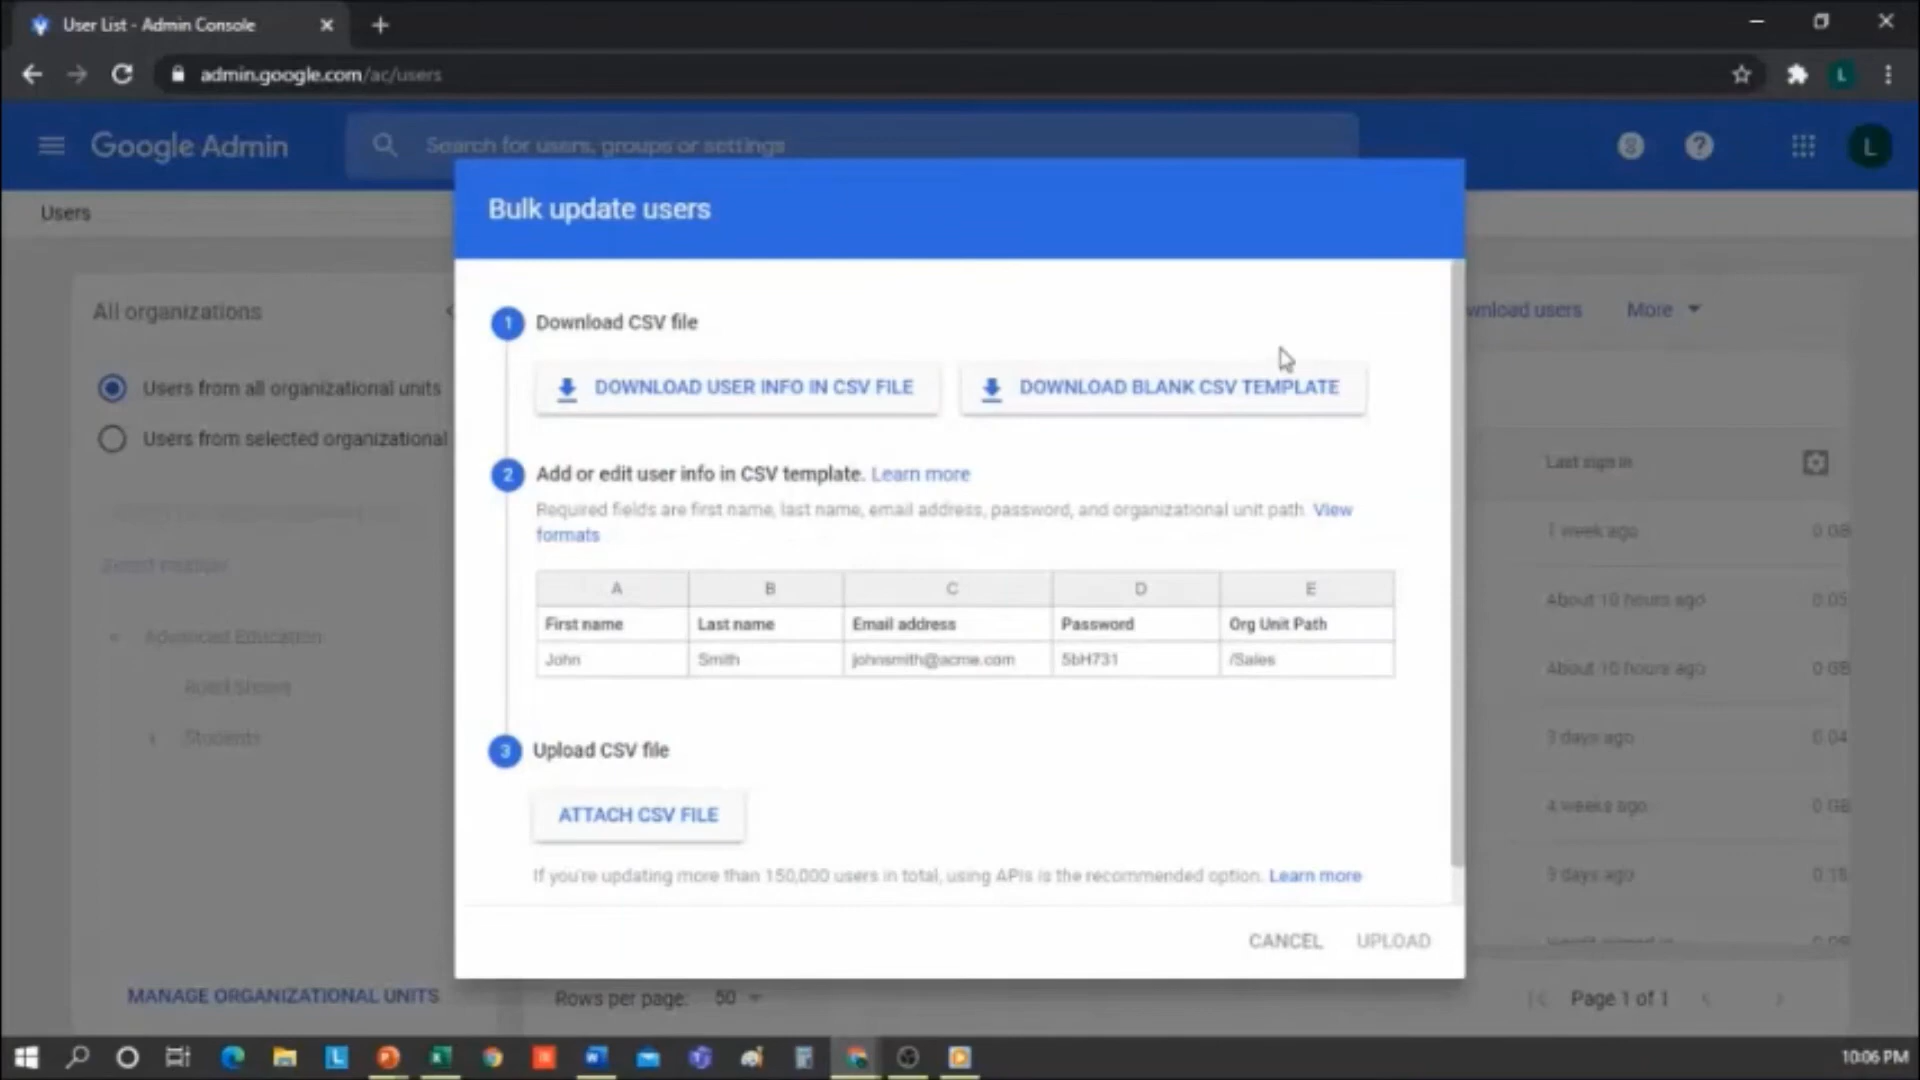 User List - Admin Console
admin.google.com/ac/users
Google Admin
Search for users, groups or settings
L
Users
Bulk update users
All organizations
Users from all organizational units
Users from selected organizational
Advanced Education
Students
MANAGE ORGANIZATIONAL UNITS
1 Download CSV file
DOWNLOAD USER INFO IN CSV FILE
DOWNLOAD BLANK CSV TEMPLATE
2 Add or edit user info in CSV template. Learn more
Required fields are first name, last name, email address, password, and organizational unit path. View
formats
A B C D E
First name Last name Email address Password Org Unit Path
John Smith johnsmith@acme.com 5bH731 /Sales
3 Upload CSV file
ATTACH CSV FILE
If you're updating more than 150,000 users in total, using APIs is the recommended option. Learn more
CANCEL UPLOAD
wnload users More
Last sign in
1 week ago 0 GB
About 10 hours ago 0.05
About 10 hours ago 0 GB
3 days ago 0.04
4 weeks ago 0 GB
9 days ago
Rows per page: 50
Page 1 of 1
10:06 PM